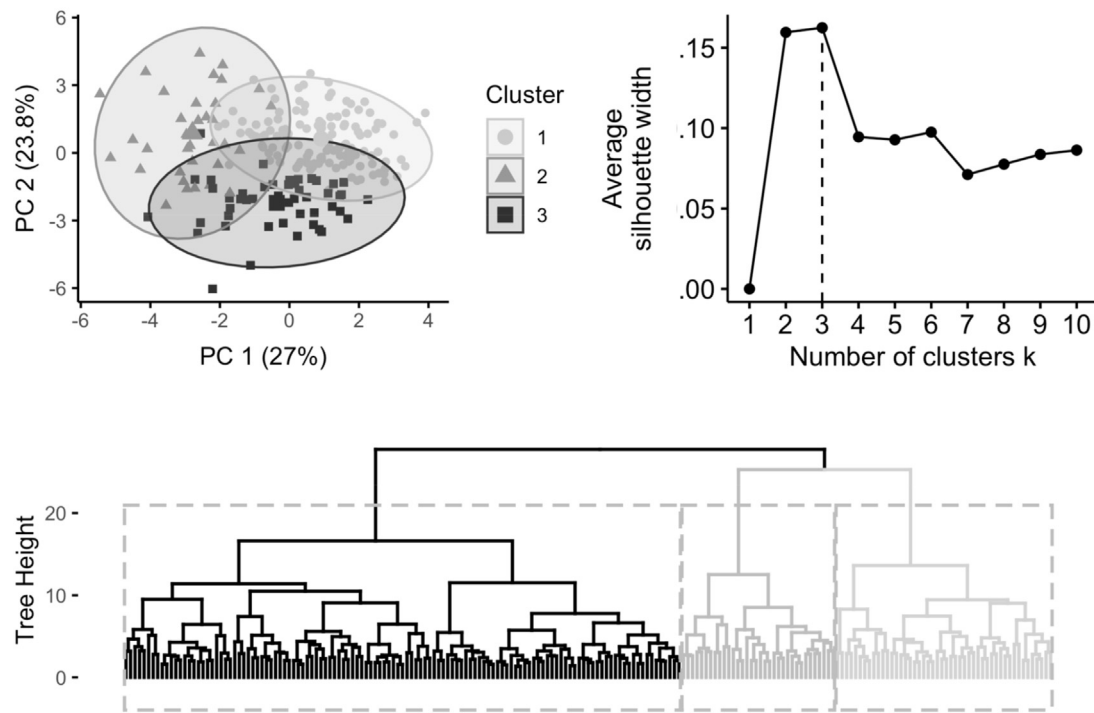 6
3
0
-3
-6
PC 2 (23.8%)
-6 -4 -2 0 2 4
PC 1 (27%)
Cluster
1
2
3
.15
.10
.05
.00
Average
silhouette width
1 2 3 4 5 6 7 8 9 10
Number of clusters k
20
10
0
Tree Height